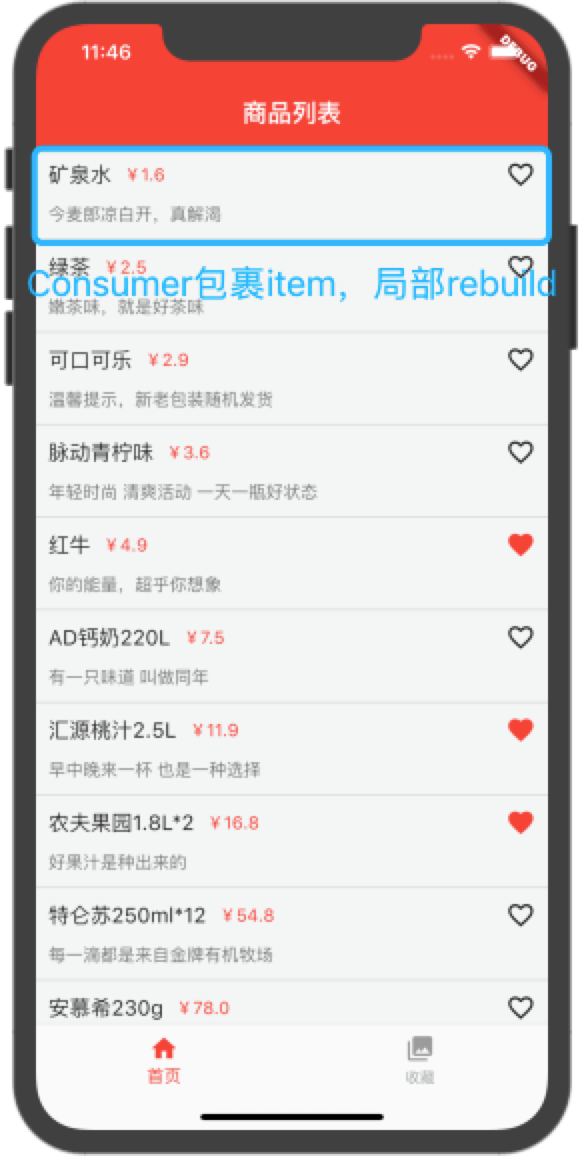 11:46
DEBUG
商品列表
矿泉水 ￥1.6
今麦郎凉白开，真解渴
绿茶 ￥2.5
Consumer包裹item，局部rebuild
嫩茶味，就是好茶味
可口可乐 ￥2.9
温馨提示，新老包装随机发货
脉动青柠味 ￥3.6
年轻时尚 清爽活动 一天一瓶好状态
红牛 ￥4.9
你的能量，超乎你想象
AD钙奶220L ￥7.5
有一只味道 叫做同年
汇源桃汁2.5L ￥11.9
早中晚来一杯 也是一种选择
农夫果园1.8L*2 ￥16.8
好果汁是种出来的
特仑苏250ml*12 ￥54.8
每一滴都是来自金牌有机牧场
安慕希230g ￥78.0
首页
收藏